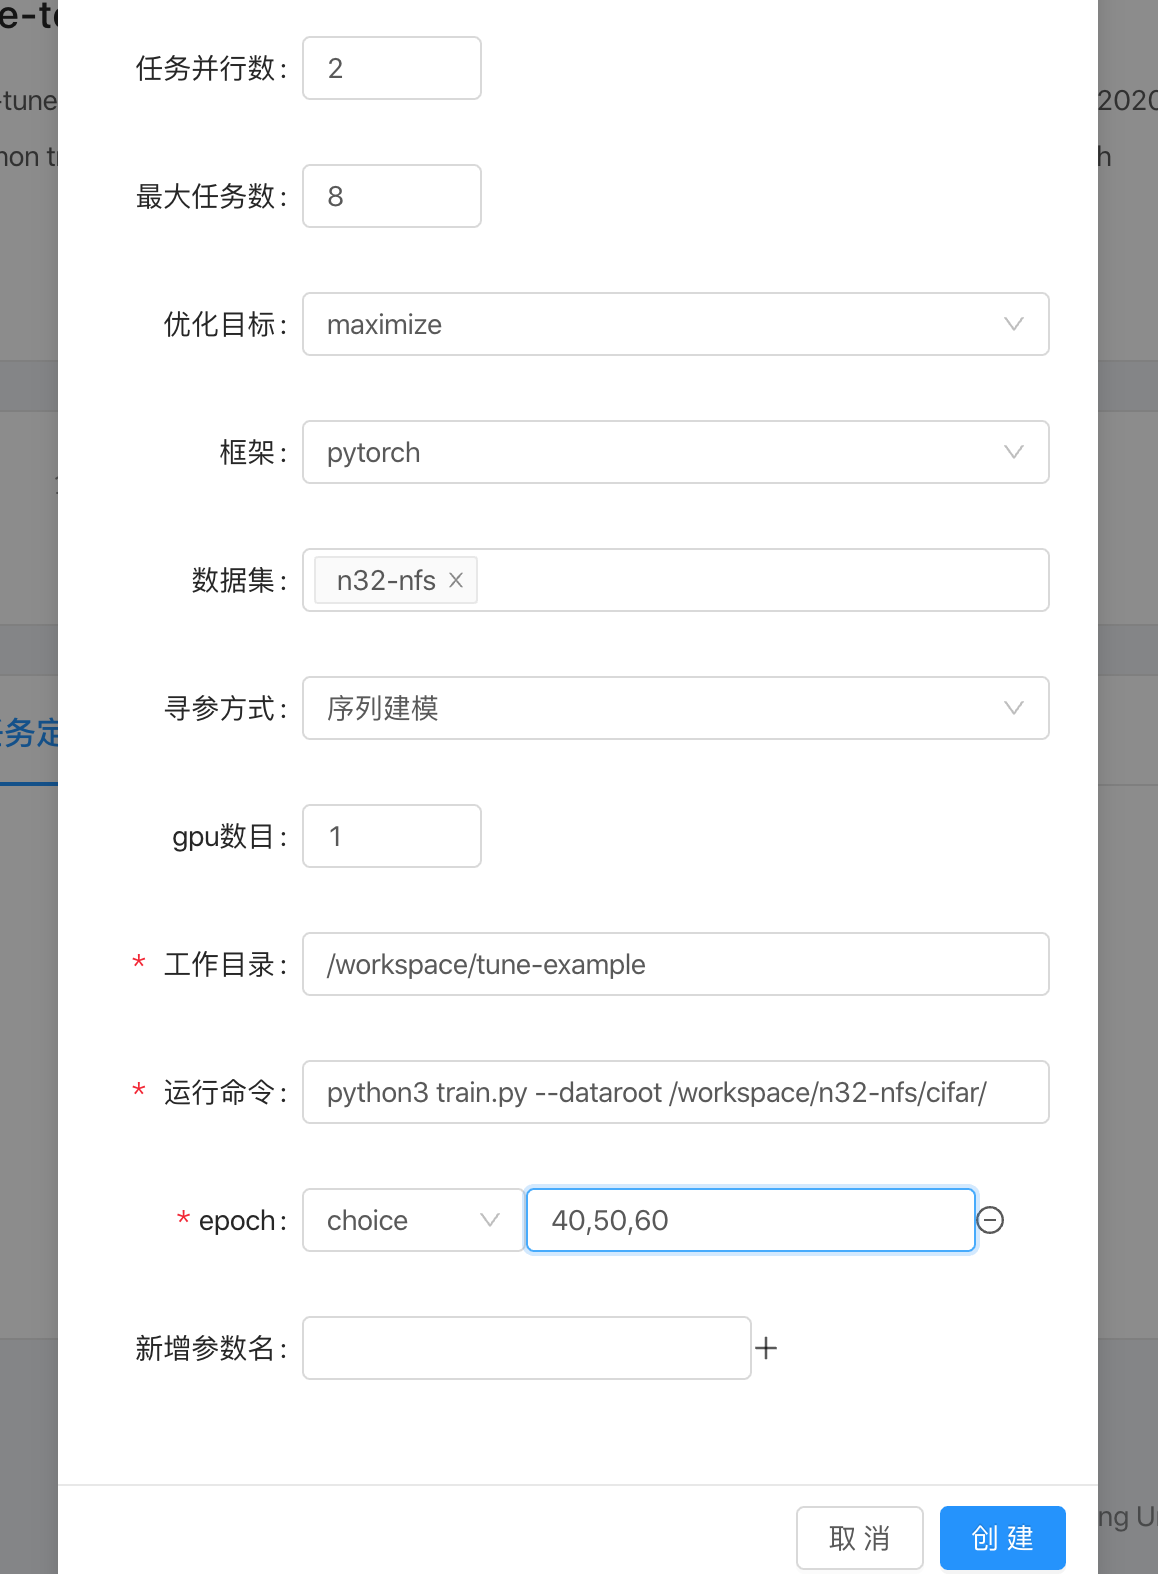 -tune
2020
任务并行数: 2
最大任务数: 8
优化目标: maximize
框架: pytorch
数据集: n32-nfs ×
寻参方式: 序列建模
任务定
gpu数目: 1
* 工作目录: /workspace/tune-example
* 运行命令: python3 train.py --dataroot /workspace/n32-nfs/cifar/
* epoch: choice 40,50,60
新增参数名:
取 消 创 建